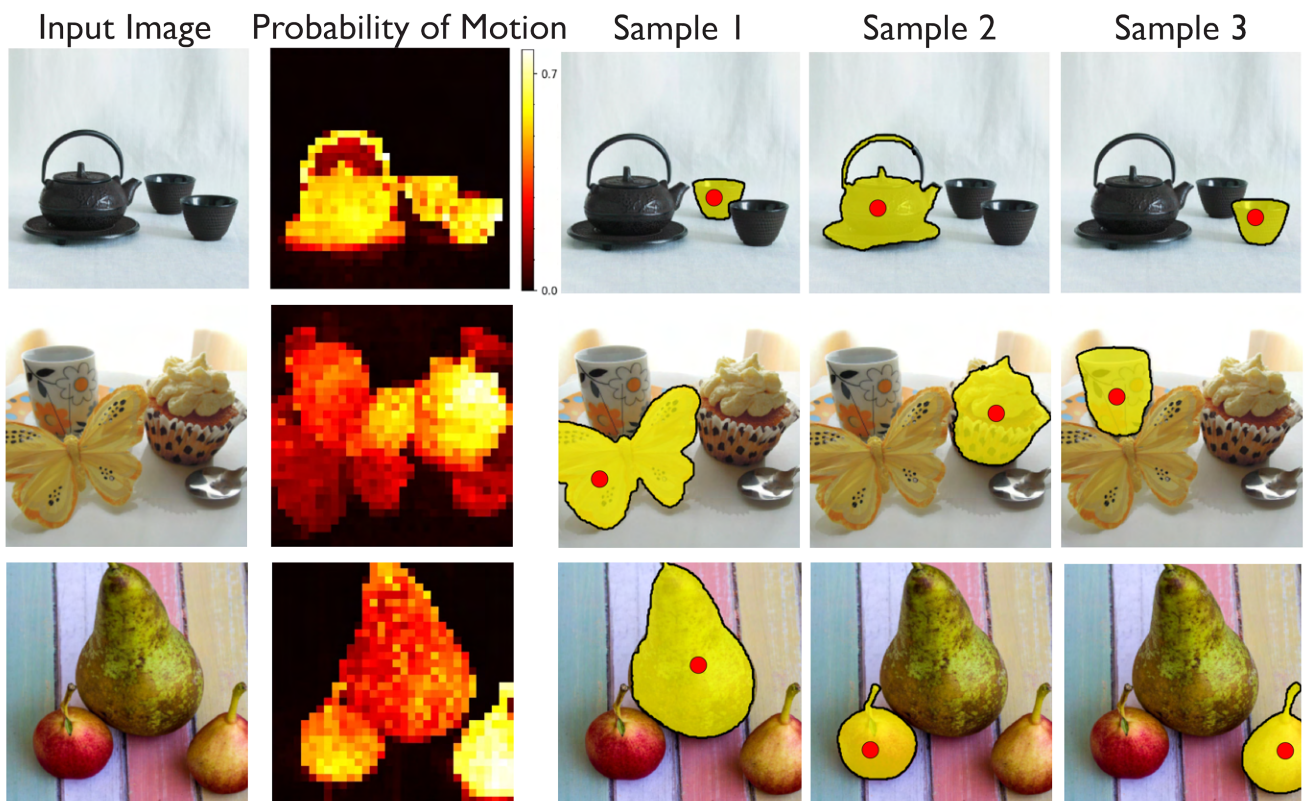 Input Image
Probability of Motion
Sample 1
Sample 2
Sample 3
0.7
0.0